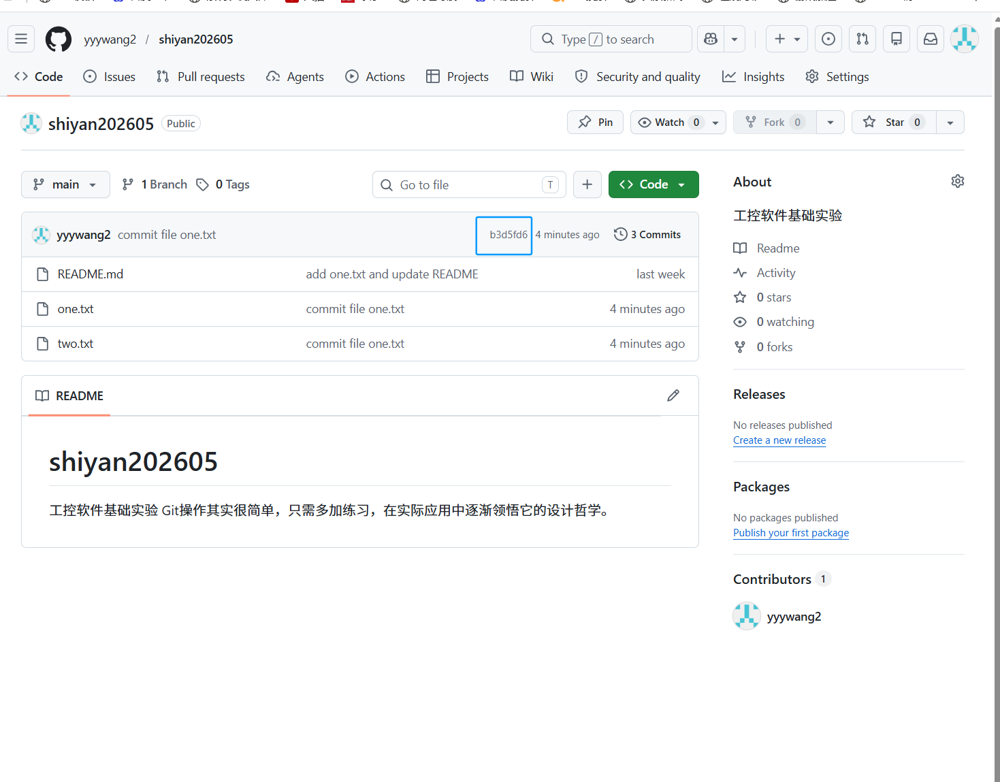 yyywang2 / shiyan202605
Type / to search
Code
Issues
Pull requests
Agents
Actions
Projects
Wiki
Security and quality
Insights
Settings
shiyan202605 Public
Pin
Watch 0
Fork 0
Star 0
main
1 Branch
0 Tags
Go to file T
Code
yyywang2 commit file one.txt b3d5fd6 4 minutes ago 3 Commits
README.md add one.txt and update README last week
one.txt commit file one.txt 4 minutes ago
two.txt commit file one.txt 4 minutes ago
README
shiyan202605
工控软件基础实验 Git操作其实很简单，只需多加练习，在实际应用中逐渐领悟它的设计哲学。
About
工控软件基础实验
Readme
Activity
0 stars
0 watching
0 forks
Releases
No releases published
Create a new release
Packages
No packages published
Publish your first package
Contributors 1
yyywang2